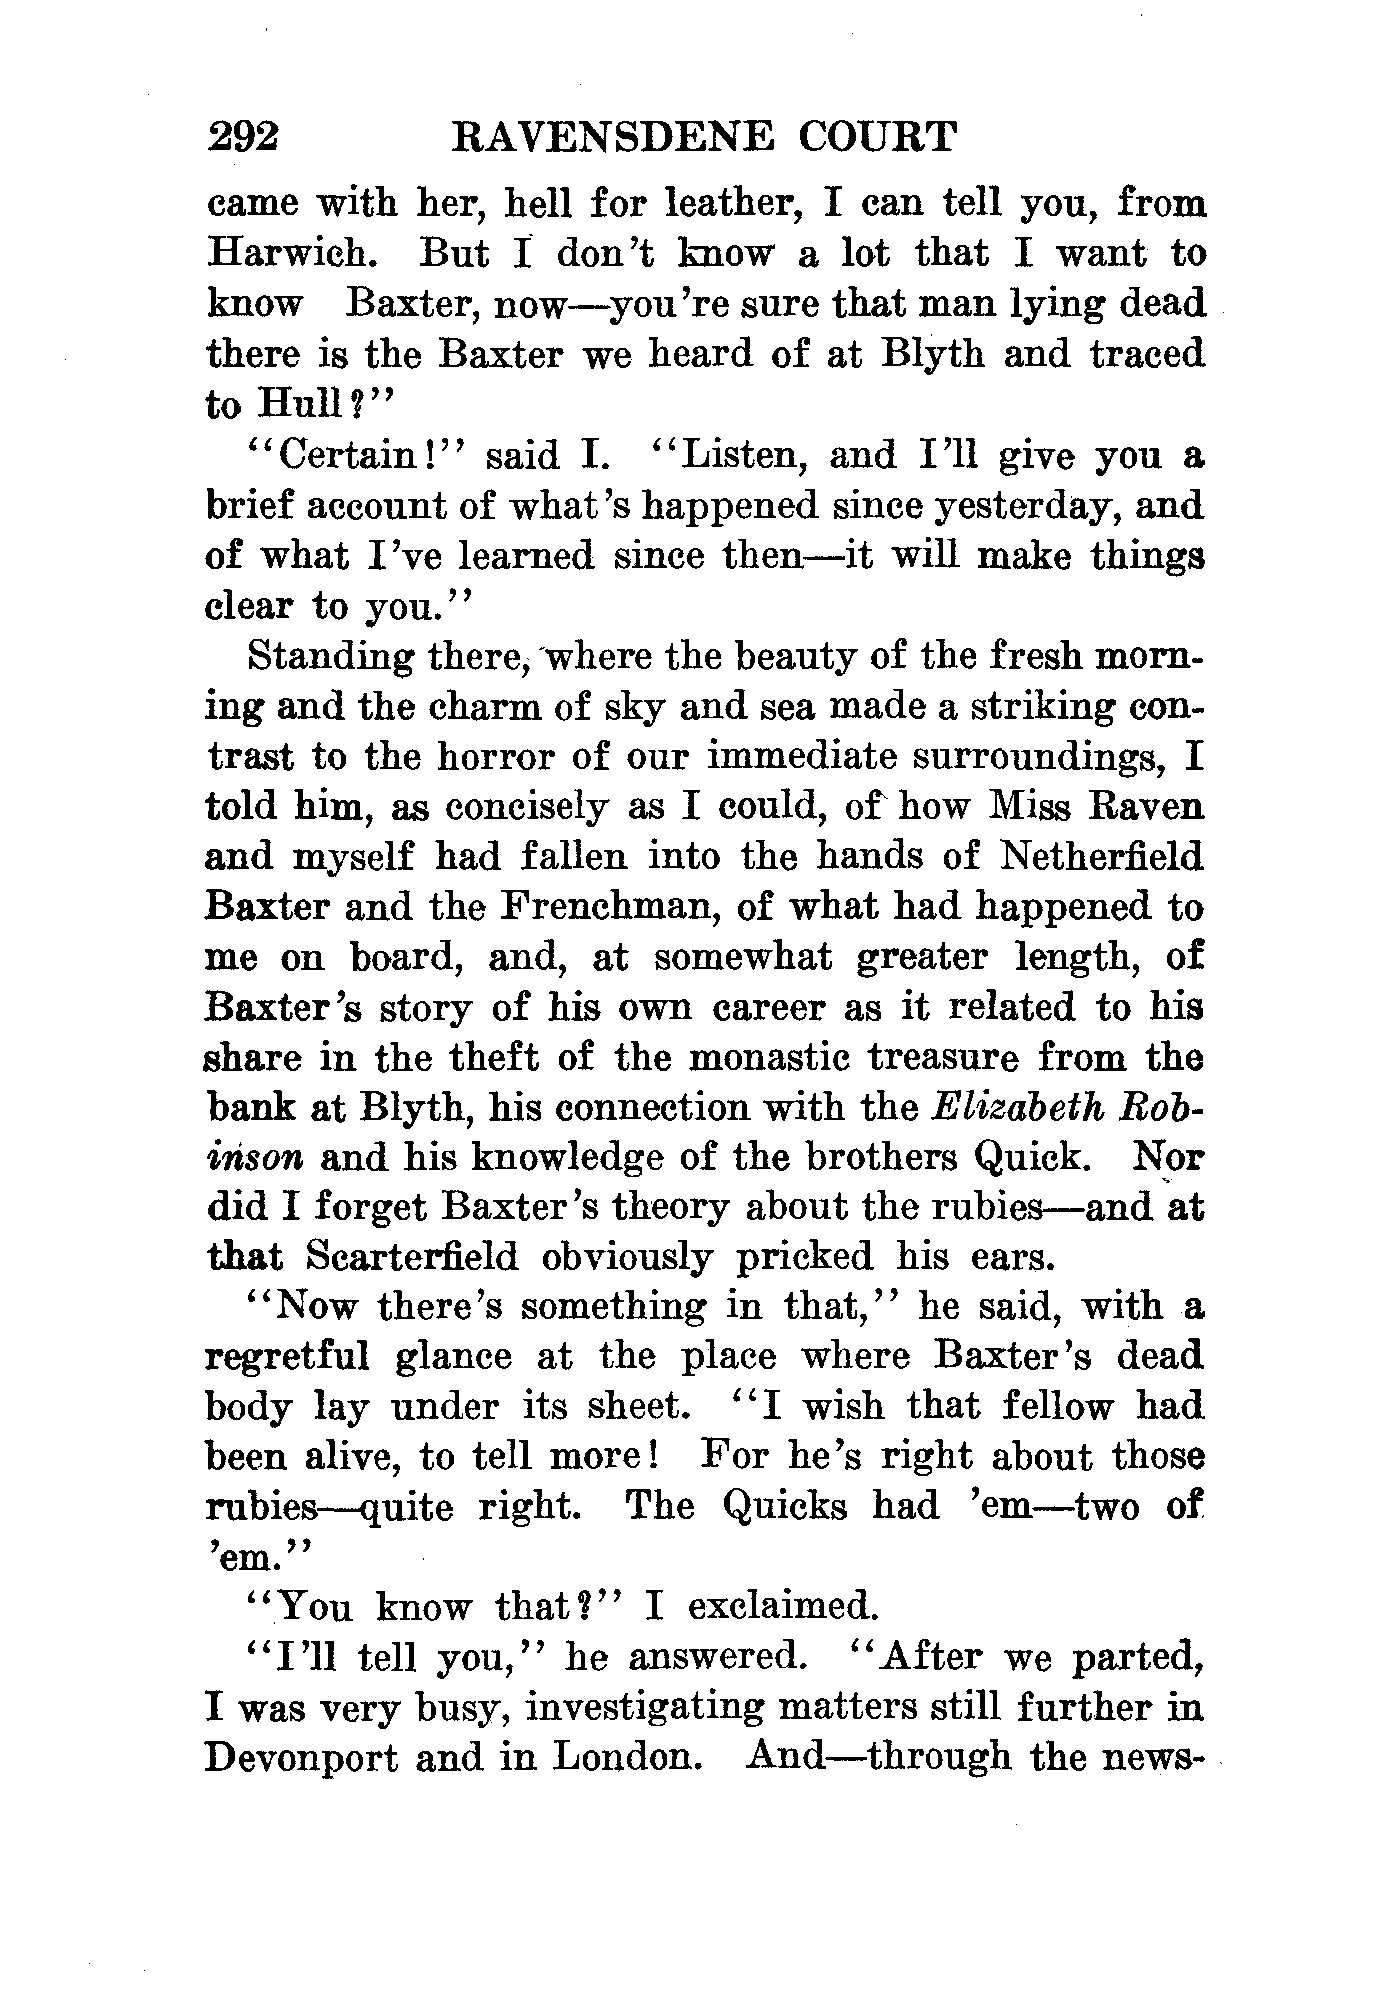 292 RAVENSDENE COURT
came with her, hell for leather, I can tell you, from
Harwich. But I don't know a lot that I want to
know Baxter, now—you're sure that man lying dead
there is the Baxter we heard of at Blyth and traced
to Hull?"
"Certain!" said I. "Listen, and I'll give you a
brief account of what's happened since yesterday, and
of what I've learned since then—it will make things
clear to you."
Standing there, where the beauty of the fresh morn-
ing and the charm of sky and sea made a striking con-
trast to the horror of our immediate surroundings, I
told him, as concisely as I could, of how Miss Raven
and myself had fallen into the hands of Netherfield
Baxter and the Frenchman, of what had happened to
me on board, and, at somewhat greater length, of
Baxter's story of his own career as it related to his
share in the theft of the monastic treasure from the
bank at Blyth, his connection with the Elizabeth Rob-
inson and his knowledge of the brothers Quick. Nor
did I forget Baxter's theory about the rubies—and at
that Scarterfield obviously pricked his ears.
"Now there's something in that," he said, with a
regretful glance at the place where Baxter's dead
body lay under its sheet. "I wish that fellow had
been alive, to tell more! For he's right about those
rubies—quite right. The Quicks had 'em—two of
'em."
"You know that?" I exclaimed.
"I'll tell you," he answered. "After we parted,
I was very busy, investigating matters still further in
Devonport and in London. And—through the news-